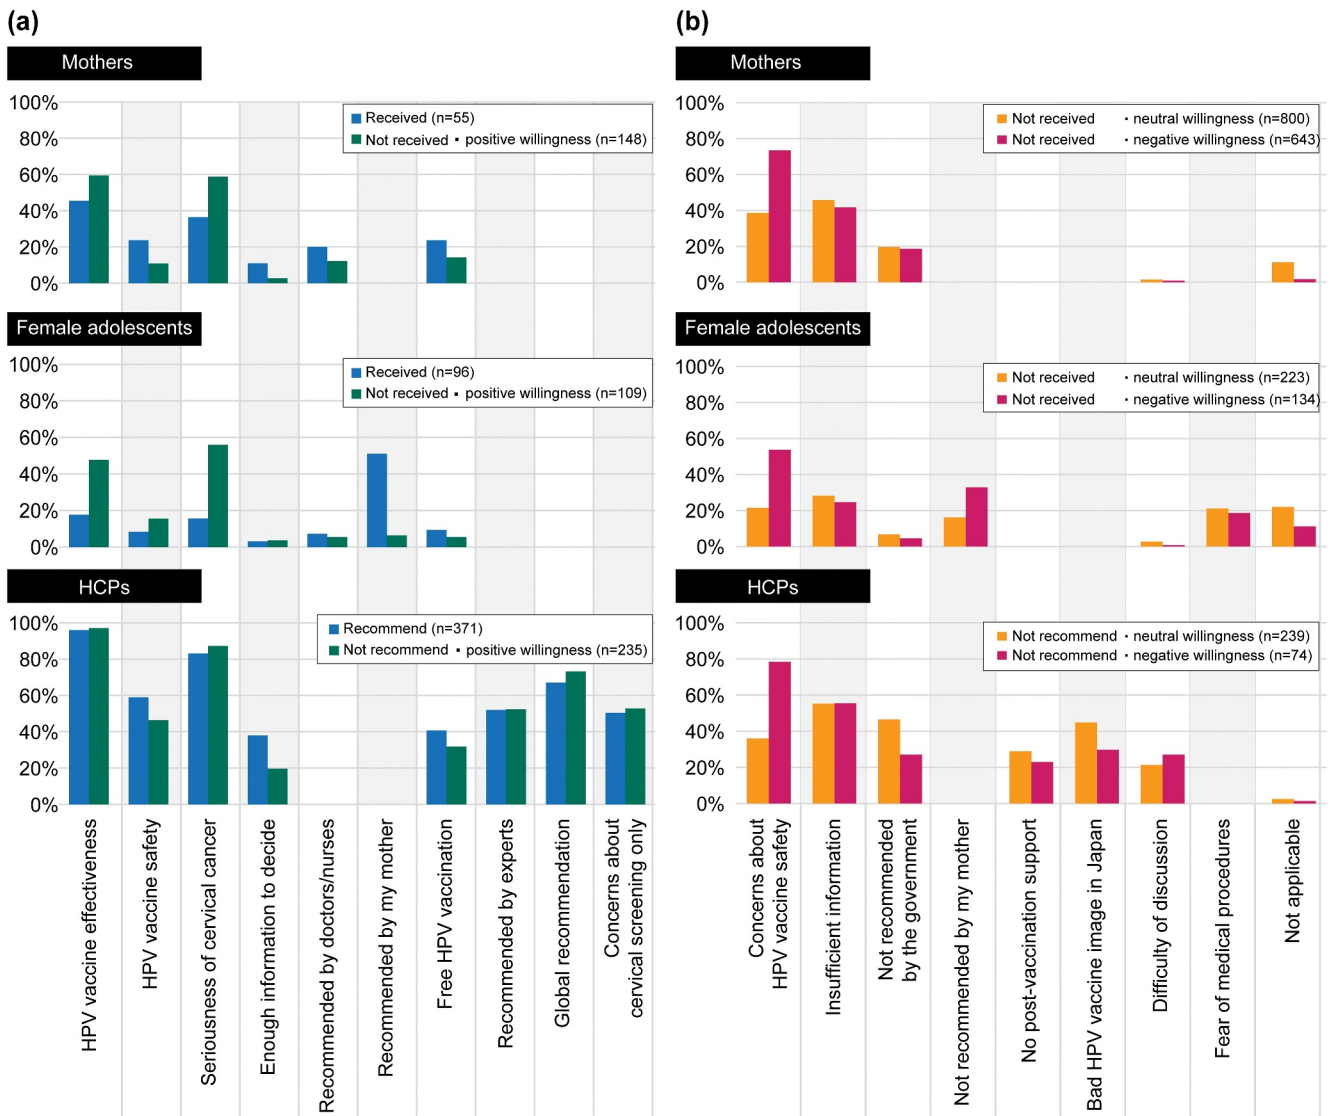 (a)
Mothers
100%
80%
60%
40%
20%
0%
Received (n=55)
Not received ▪ positive willingness (n=148)
Female adolescents
100%
80%
60%
40%
20%
0%
Received (n=96)
Not received ▪ positive willingness (n=109)
HCPs
100%
80%
60%
40%
20%
0%
Recommend (n=371)
Not recommend ▪ positive willingness (n=235)
HPV vaccine effectiveness
HPV vaccine safety
Seriousness of cervical cancer
Enough information to decide
Recommended by doctors/nurses
Recommended by my mother
Free HPV vaccination
Recommended by experts
Global recommendation
Concerns about
cervical screening only
(b)
Mothers
100%
80%
60%
40%
20%
0%
Not received ・neutral willingness (n=800)
Not received ・negative willingness (n=643)
Female adolescents
100%
80%
60%
40%
20%
0%
Not received ・neutral willingness (n=223)
Not received ・negative willingness (n=134)
HCPs
100%
80%
60%
40%
20%
0%
Not recommend ・neutral willingness (n=239)
Not recommend ・negative willingness (n=74)
Concerns about
HPV vaccine safety
Insufficient information
Not recommended
by the government
Not recommended by my mother
No post-vaccination support
Bad HPV vaccine image in Japan
Difficulty of discussion
Fear of medical procedures
Not applicable